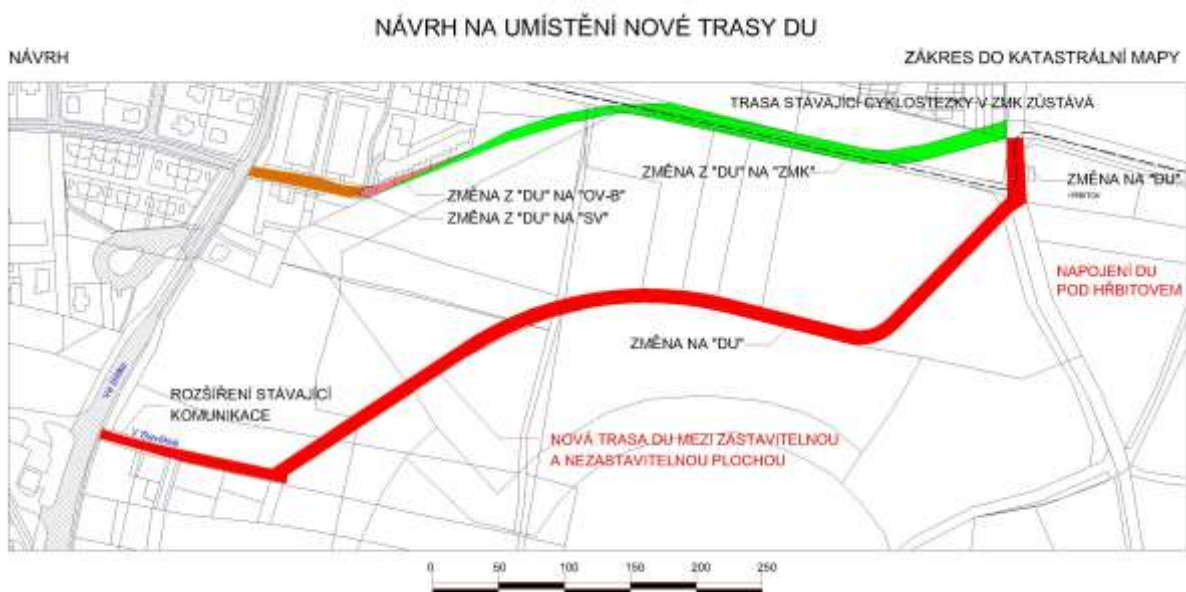 NÁVRH NA UMÍSTĚNÍ NOVÉ TRASY DU
NÁVRH
ZÁKRES DO KATASTRÁLNÍ MAPY
TRASA STÁVAJÍCÍ CYKLOSTEZKY V ZMK ZŮSTÁVÁ
ZMĚNA Z "DU" NA "ZMK"
ZMĚNA NA "DU"
HŘBITOV
ZMĚNA Z "DU" NA "OV-B"
ZMĚNA Z "DU" NA "SV"
NAPOJENÍ DU
POD HŘBITOVEM
ZMĚNA NA "DU"
ROZŠÍŘENÍ STÁVAJÍCÍ
KOMUNIKACE
NOVÁ TRASA DU MEZI ZASTAVITELNOU
A NEZASTAVITELNOU PLOCHOU
0 50 100 150 200 250